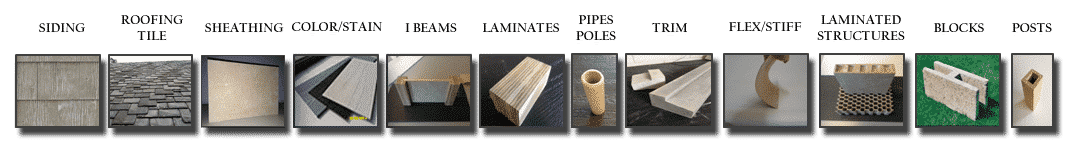 SIDING
ROOFING
TILE
SHEATHING
COLOR/STAIN
I BEAMS
LAMINATES
PIPES
POLES
TRIM
FLEX/STIFF
LAMINATED
STRUCTURES
BLOCKS
POSTS